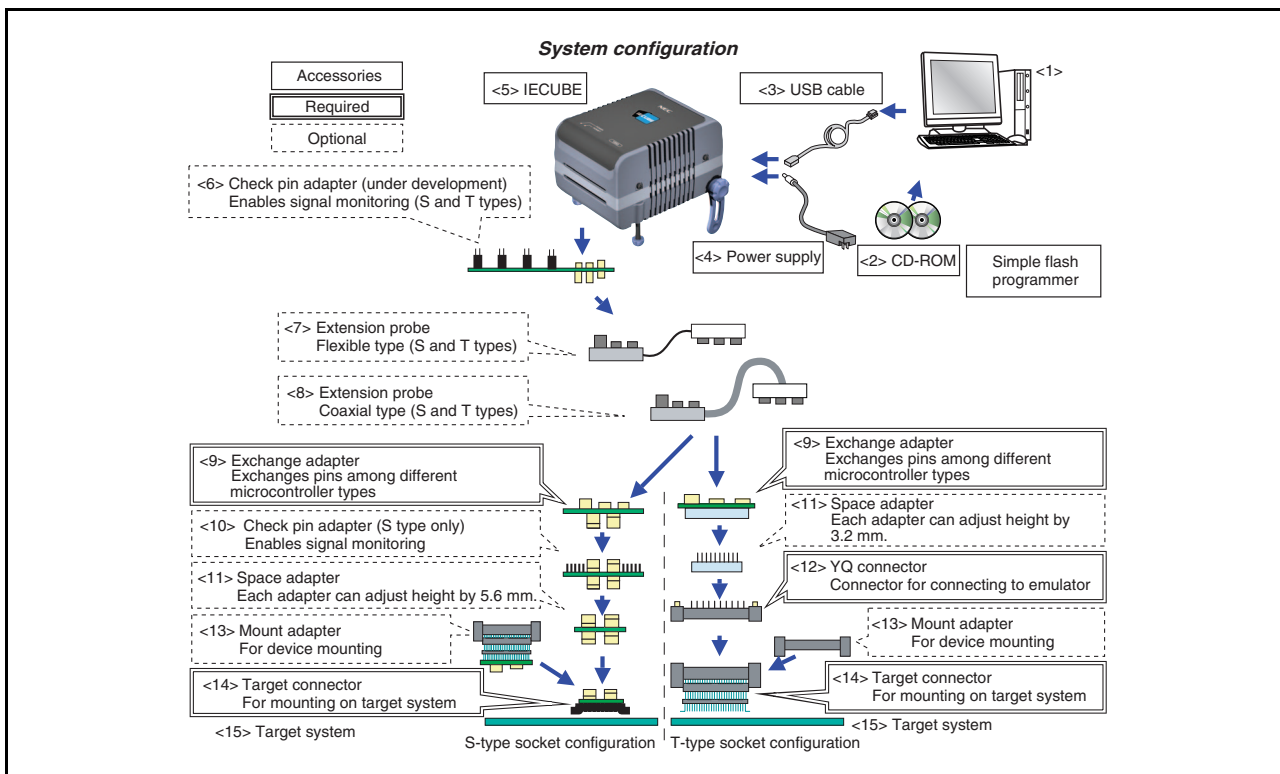 System configuration
Accessories
Required
Optional
<5> IECUBE
<3> USB cable
<1>
NEC
<6> Check pin adapter (under development)
Enables signal monitoring (S and T types)
<4> Power supply
<2> CD-ROM
Simple flash
programmer
<7> Extension probe
Flexible type (S and T types)
<8> Extension probe
Coaxial type (S and T types)
<9> Exchange adapter
Exchanges pins among different
microcontroller types
<10> Check pin adapter (S type only)
Enables signal monitoring
<11> Space adapter
Each adapter can adjust height by 5.6 mm.
<13> Mount adapter
For device mounting
<14> Target connector
For mounting on target system
<15> Target system
S-type socket configuration
<9> Exchange adapter
Exchanges pins among different
microcontroller types
<11> Space adapter
Each adapter can adjust height by
3.2 mm.
<12> YQ connector
Connector for connecting to emulator
<13> Mount adapter
For device mounting
<14> Target connector
For mounting on target system
<15> Target system
T-type socket configuration